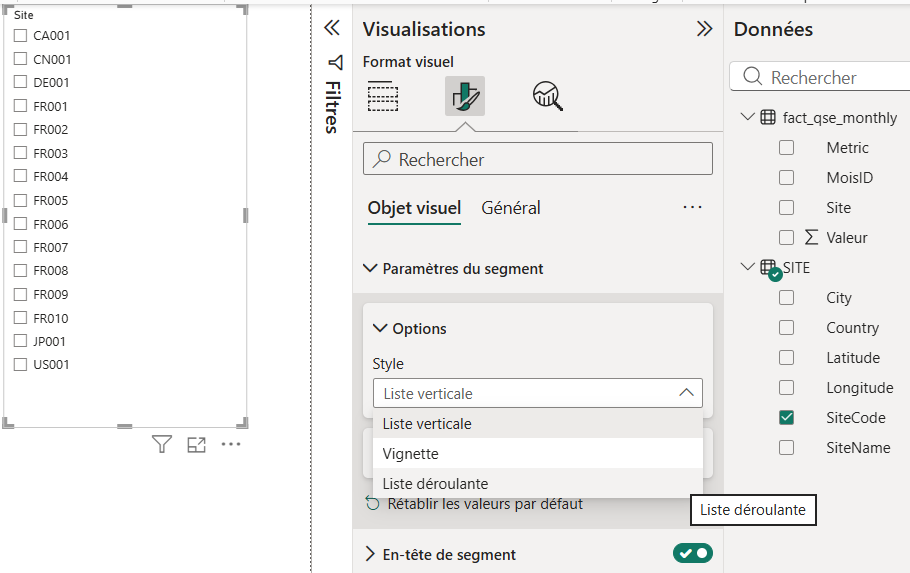 Site
CA001
CN001
DE001
FR001
FR002
FR003
FR004
FR005
FR006
FR007
FR008
FR009
FR010
JP001
US001
Filtres
Visualisations
Format visuel
Rechercher
Objet visuel Général
Paramètres du segment
Options
Style
Liste verticale
Liste verticale
Vignette
Liste déroulante
Rétablir les valeurs par défaut
Liste déroulante
En-tête de segment
Données
Rechercher
fact_qse_monthly
Metric
MoisID
Site
Valeur
SITE
City
Country
Latitude
Longitude
SiteCode
SiteName